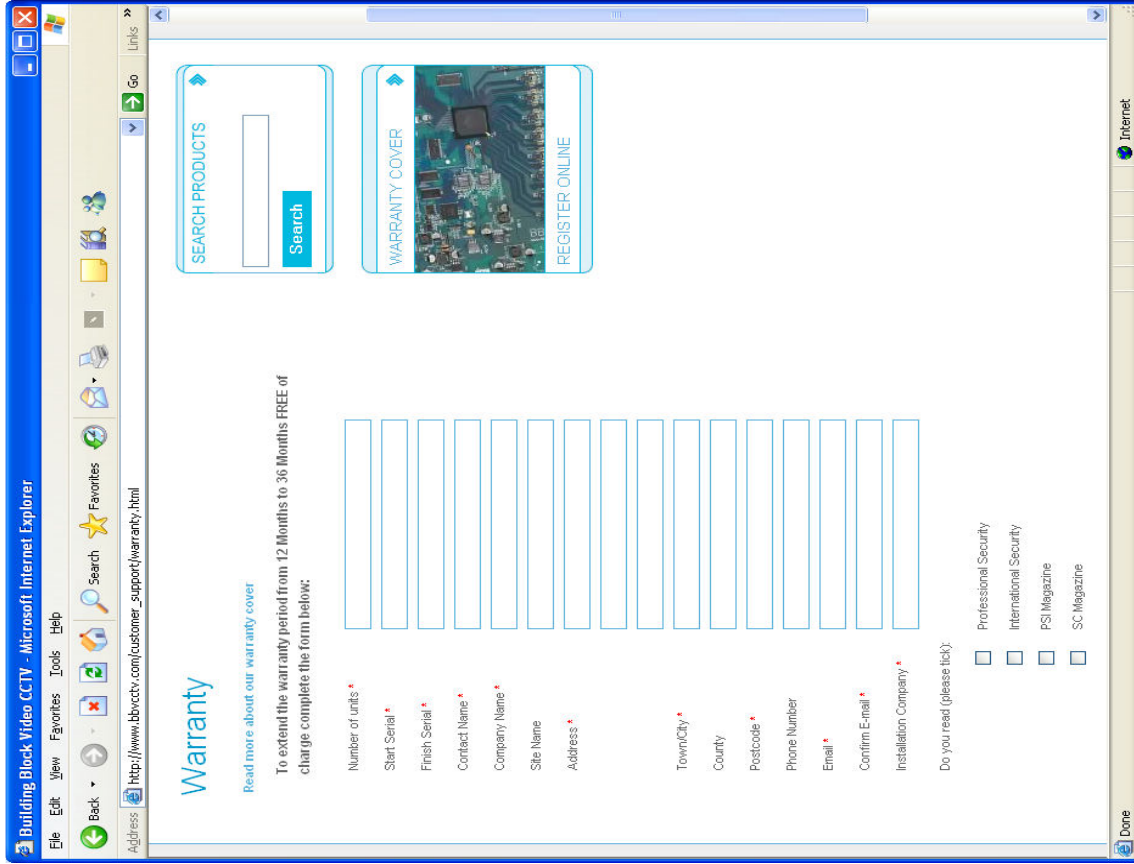 Building Block Video CCTV - Microsoft Internet Explorer
File Edit View Favorites Tools Help
Back Search Favorites
Address http://www.bbvcctv.com/customer_support/warranty.html Go Links
Warranty
Read more about our warranty cover
To extend the warranty period from 12 Months to 36 Months FREE of
charge complete the form below:
Number of units *
Start Serial *
Finish Serial *
Contact Name *
Company Name *
Site Name
Address *
Town/City *
County
Postcode *
Phone Number
Email *
Confirm E-mail *
Installation Company *
Do you read (please tick):
Professional Security
International Security
PSI Magazine
SC Magazine
SEARCH PRODUCTS
Search
WARRANTY COVER
BB
REGISTER ONLINE
Done Internet